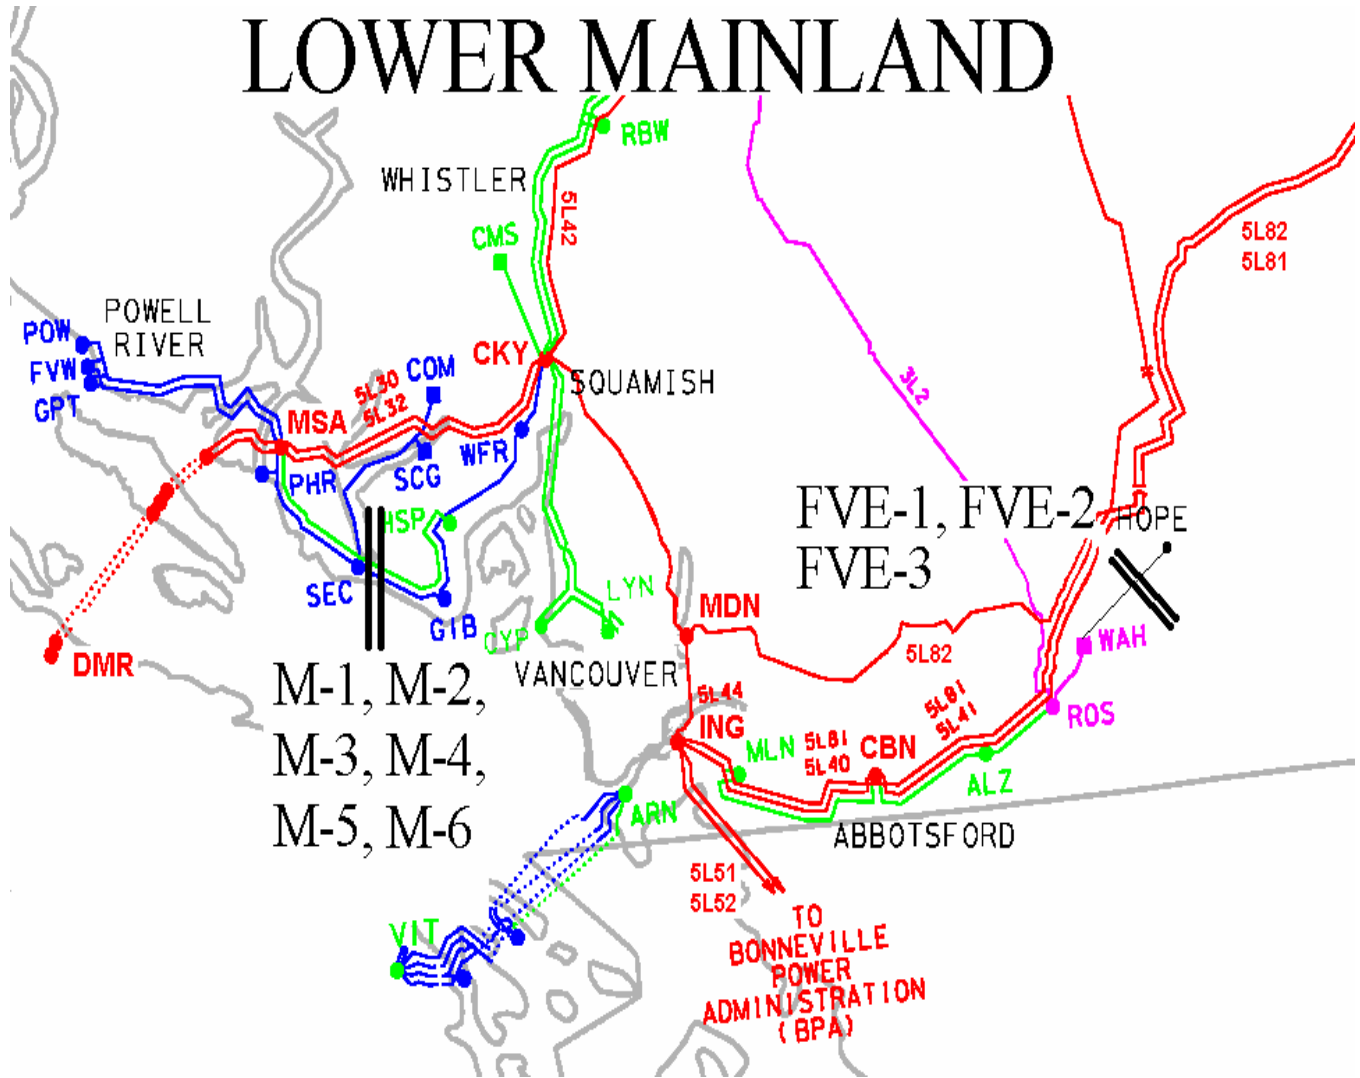 LOWER MAINLAND
RBW
WHISTLER
5L42
CMS
5L82
5L81
POWELL
RIVER
POW
FVW
GPT
CKY
COM
SQUAMISH
5L30
5L32
3L2
MSA
WFR
SCG
PHR
HSP
FVE-1, FVE-2
FVE-3
HOPE
SEC
GIB
LYN
CYP
MDN
WAH
DMR
VANCOUVER
5L82
M-1, M-2,
M-3, M-4,
M-5, M-6
5L44
5L81
5L41
ROS
ING
MLN
5L81
5L40
CBN
ALZ
ARN
ABBOTSFORD
5L51
5L52
VIT
TO
BONNEVILLE
POWER
ADMINISTRATION
(BPA)